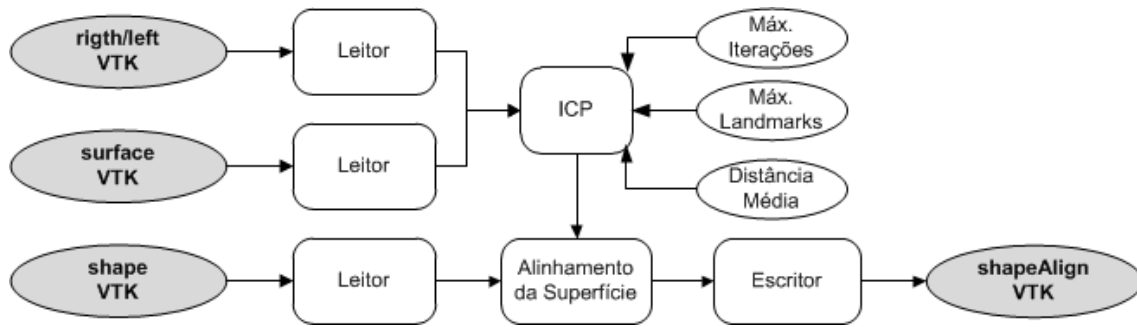 rigth/left
VTK
Leitor
Máx.
Iterações
ICP
Máx.
Landmarks
surface
VTK
Leitor
Distância
Média
shape
VTK
Leitor
Alinhamento
da Superfície
Escritor
shapeAlign
VTK